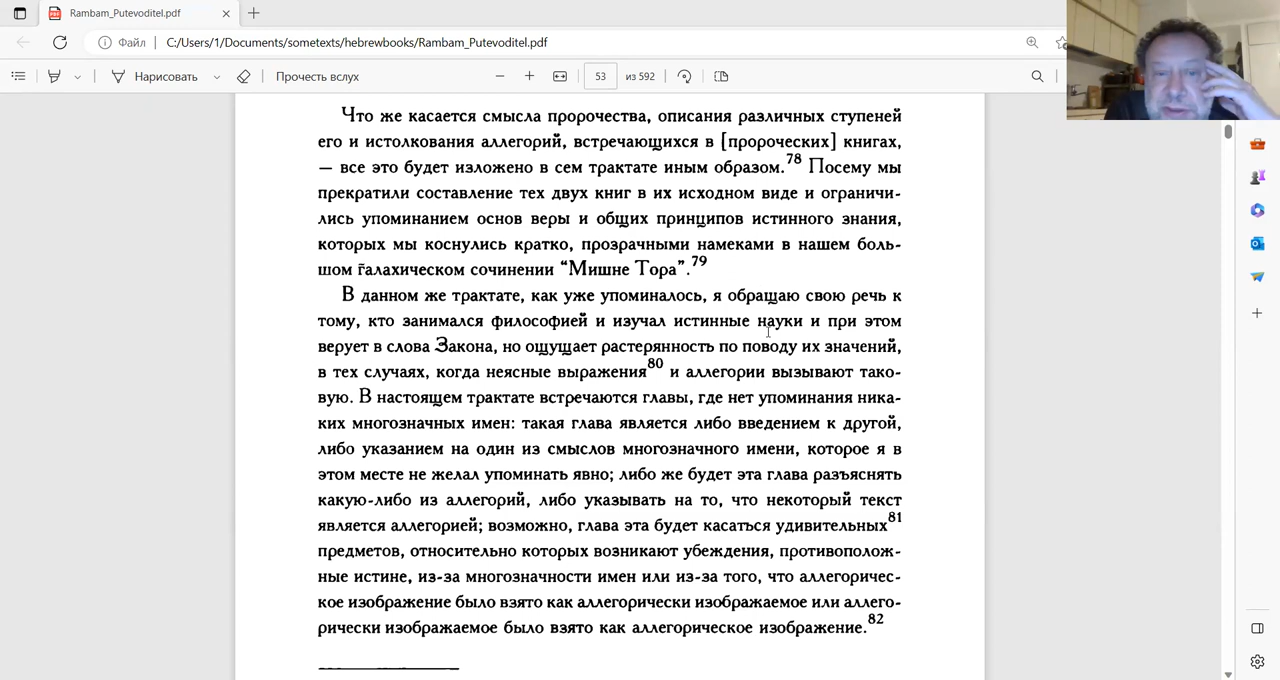 Rambam_Putevoditel.pdf
Файл
C:/Users/1/Documents/sometexts/hebrewbooks/Rambam_Putevoditel.pdf
Нарисовать
Прочесть вслух
53
из 592
Что же касается смысла пророчества, описания различных ступеней
его и истолкования аллегорий, встречающихся в [пророческих] книгах,
— все это будет изложено в сем трактате иным образом.78 Посему мы
прекратили составление тех двух книг в их исходном виде и ограничи-
лись упоминанием основ веры и общих принципов истинного знания,
которых мы коснулись кратко, прозрачными намеками в нашем боль-
шом галахическом сочинении “Мишне Тора”.79
В данном же трактате, как уже упоминалось, я обращаю свою речь к
тому, кто занимался философией и изучал истинные науки и при этом
верует в слова Закона, но ощущает растерянность по поводу их значений,
в тех случаях, когда неясные выражения80 и аллегории вызывают тако-
вую. В настоящем трактате встречаются главы, где нет упоминания ника-
ких многозначных имен: такая глава является либо введением к другой,
либо указанием на один из смыслов многозначного имени, которое я в
этом месте не желал упоминать явно; либо же будет эта глава разъяснять
какую-либо из аллегорий, либо указывать на то, что некоторый текст
является аллегорией; возможно, глава эта будет касаться удивительных81
предметов, относительно которых возникают убеждения, противополож-
ные истине, из-за многозначности имен или из-за того, что аллегоричес-
кое изображение было взято как аллегорически изображаемое или аллего-
рически изображаемое было взято как аллегорическое изображение.82